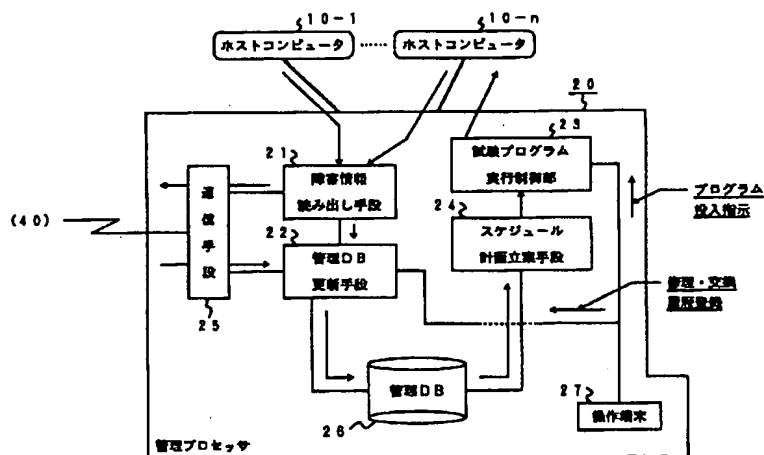 10-1
10-n
ホストコンピュータ ...... ホストコンピュータ
20
23
試験プログラム
実行制御部
21
障害情報
読み出し手段
通信手段
(40)
25
22
管理DB
更新手段
24
スケジュール
計画立案手段
プログラム
投入指示
管理・交換
履歴登録
管理DB
26
27
操作端末
管理プロセッサ